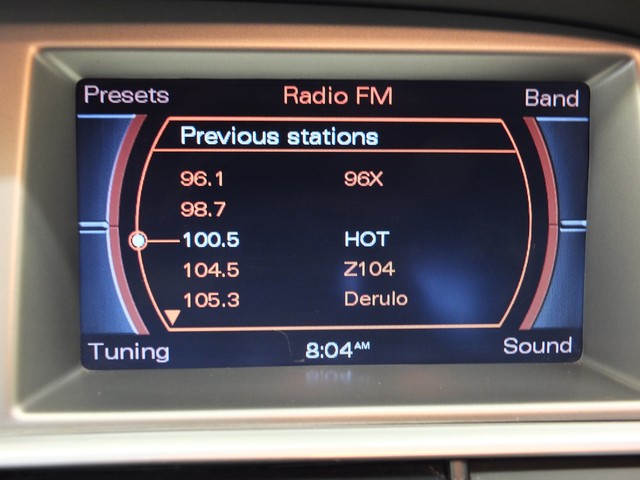 Presets Radio FM Band
Previous stations
96.1 96X
98.7
100.5 HOT
104.5 Z104
105.3 Derulo
Tuning 8:04AM Sound